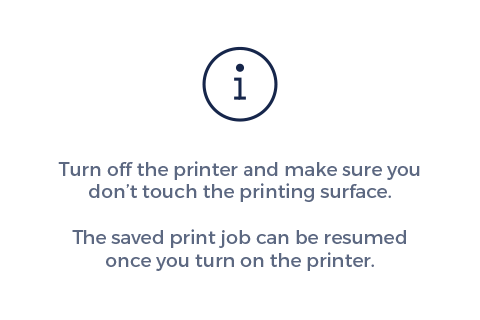 Turn off the printer and make sure you
don't touch the printing surface.
The saved print job can be resumed
once you turn on the printer.